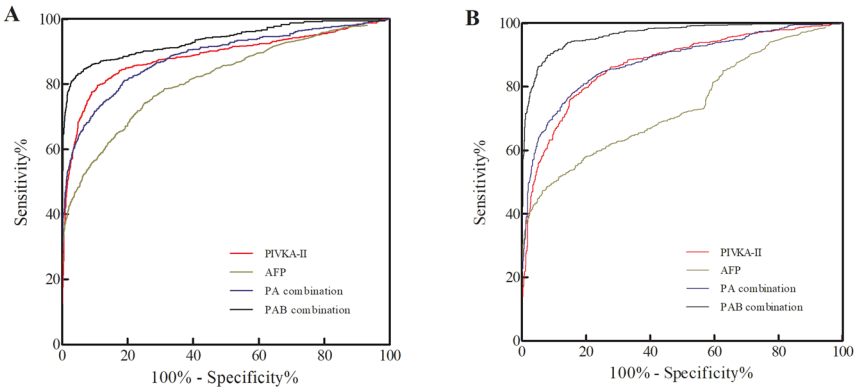 A
Sensitivity%
100
80
60
40
20
0
PIVKA-II
AFP
PA combination
PAB combination
0 20 40 60 80 100
100% - Specificity%
B
Sensitivity%
100
80
60
40
20
0
PIVKA-II
AFP
PA combination
PAB combination
0 20 40 60 80 100
100% - Specificity%